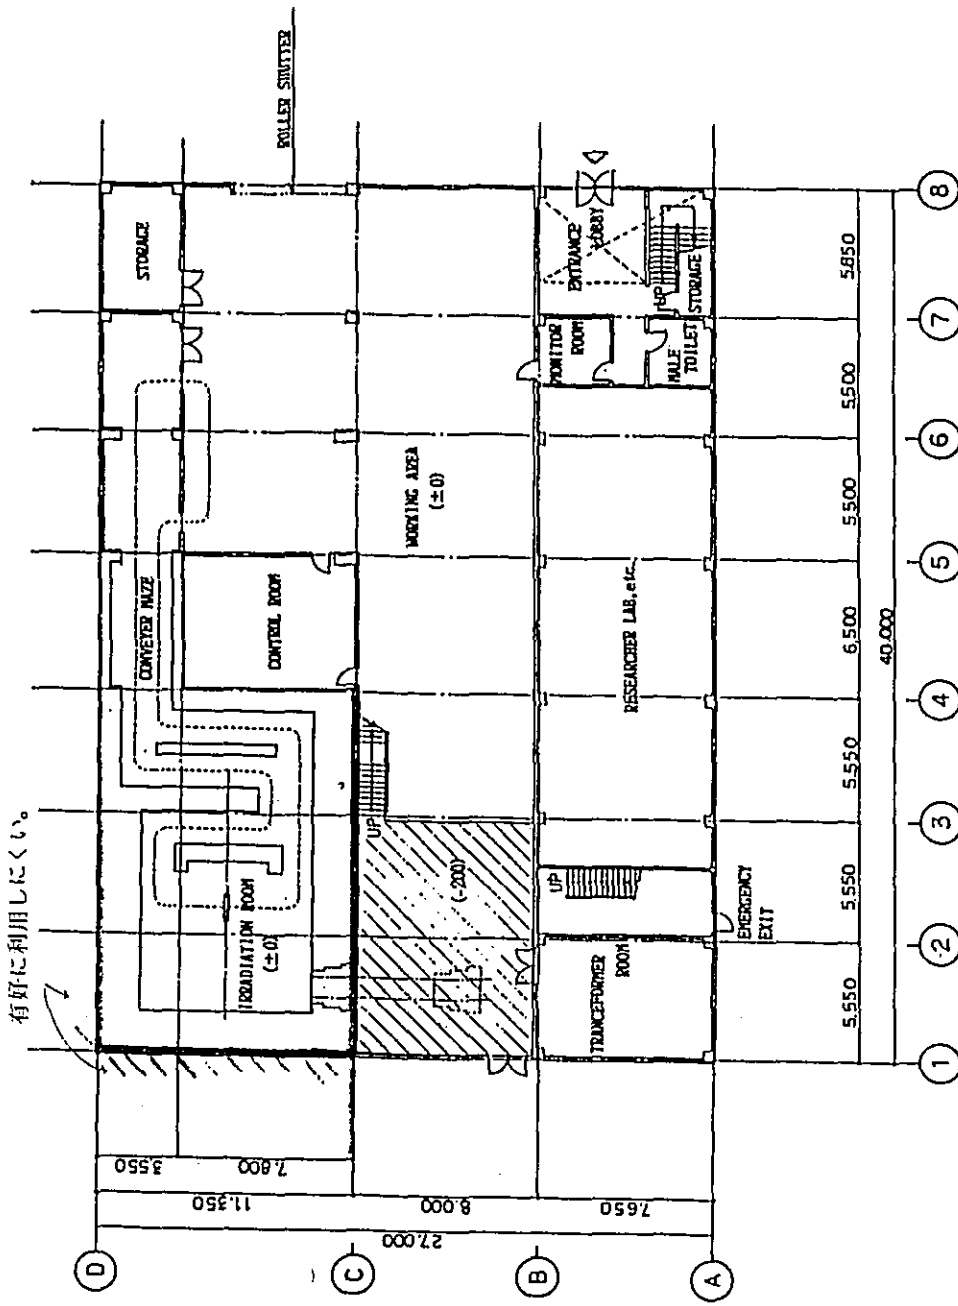 有好に利用しにくい。
STORAGE
ROLLER SHUTTER
CONVEYER MAZE
CONTROL ROOM
IRRADIATION ROOM
(±0)
WORKING AREA
(±0)
UP
(-200)
ENTRANCE
LOBBY
MONITOR
ROOM
UP
STORAGE
MALE
TOILET
RESEARCHER LAB,etc.
UP
TRANCEFORMER
ROOM
EMERGENCY
EXIT
3.550
7.800
11.350
8.000
7.650
27.000
D
C
B
A
5.550
5.550
5.550
6.500
5.500
5.500
5.850
40.000
1
2
3
4
5
6
7
8